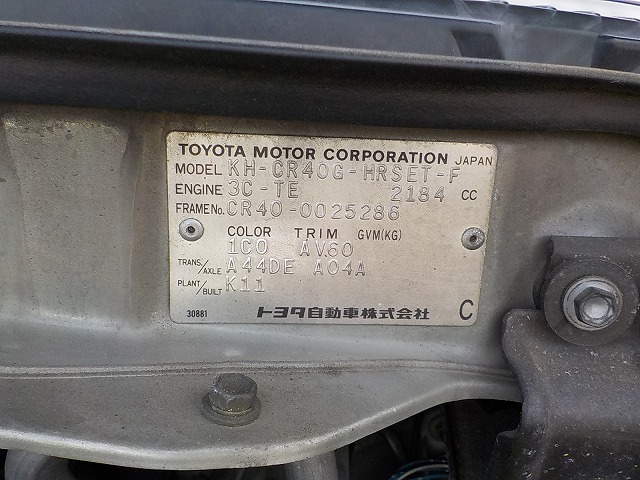 TOYOTA MOTOR CORPORATION JAPAN
MODEL KH-CR40G-HRSET-F
ENGINE 3C-TE 2184 CC
FRAME No. CR40-0025286
COLOR TRIM GVM(KG)
1C0 AV60
TRANS./AXLE A44DE A04A
PLANT/BUILT K11
30881 トヨタ自動車株式会社 C